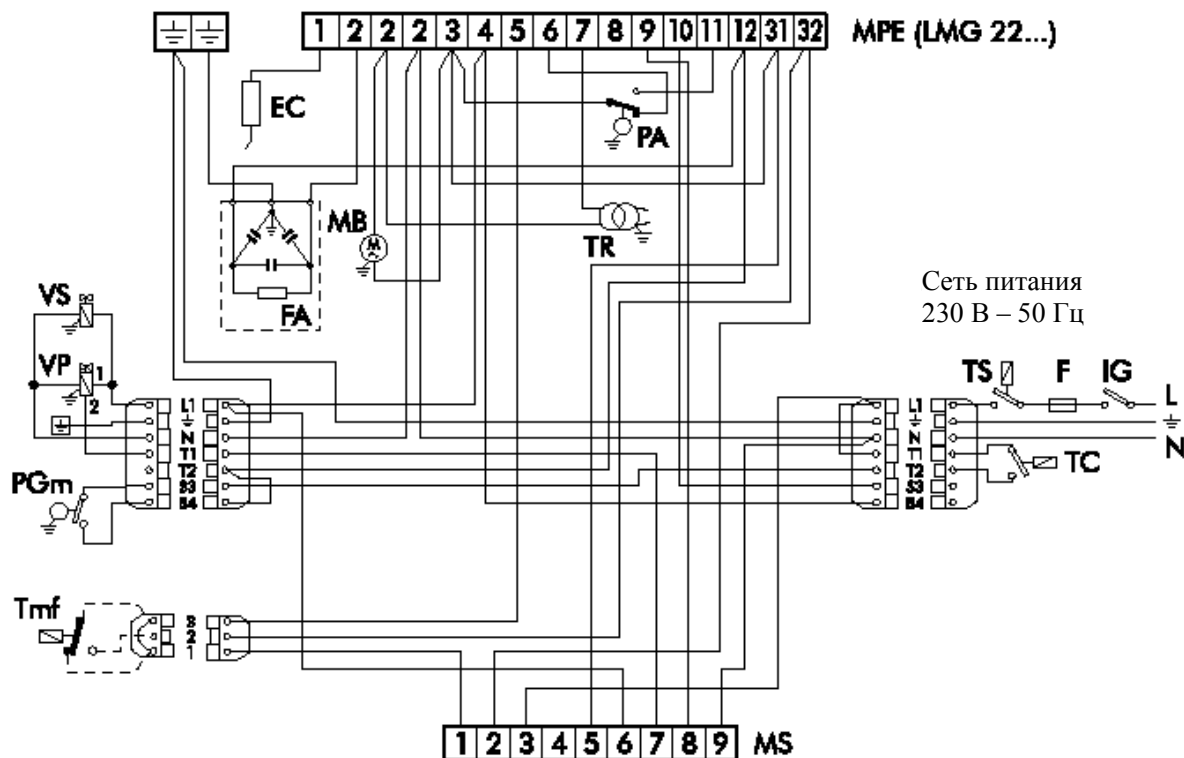 1 2 2 2 3 4 5 6 7 8 9 10 11 12 31 32 MPE (LMG 22...)
EC
PA
MB
TR
FA
Сеть питания
230 В – 50 Гц
VS
VP 1
2
TS F IG L
L1 L1
N N N
T1 T1
T2 T2 TC
S3 S3
B4 B4
PGm
Tmf
3
2
1
1 2 3 4 5 6 7 8 9 MS
M